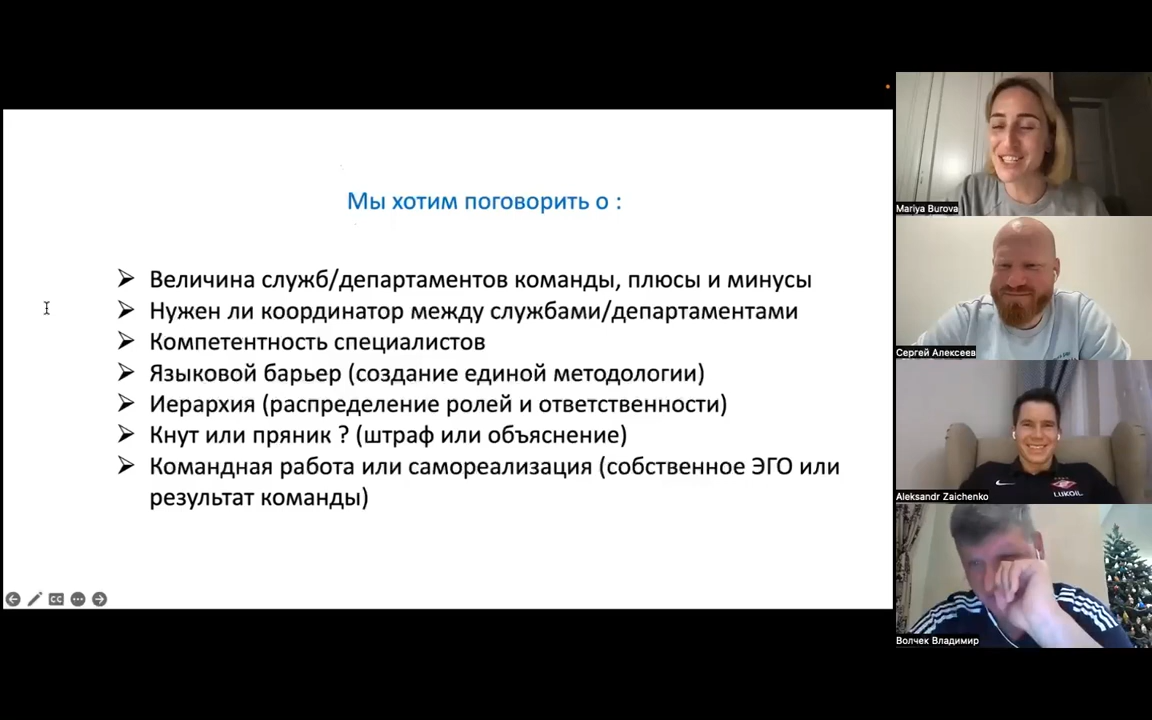 Мы хотим поговорить о :
Величина служб/департаментов команды, плюсы и минусы
Нужен ли координатор между службами/департаментами
Компетентность специалистов
Языковой барьер (создание единой методологии)
Иерархия (распределение ролей и ответственности)
Кнут или пряник ? (штраф или объяснение)
Командная работа или самореализация (собственное ЭГО или
результат команды)
CC
Mariya Burova
Сергей Алексеев
LUKOIL
Aleksandr Zaichenko
Волчек Владимир